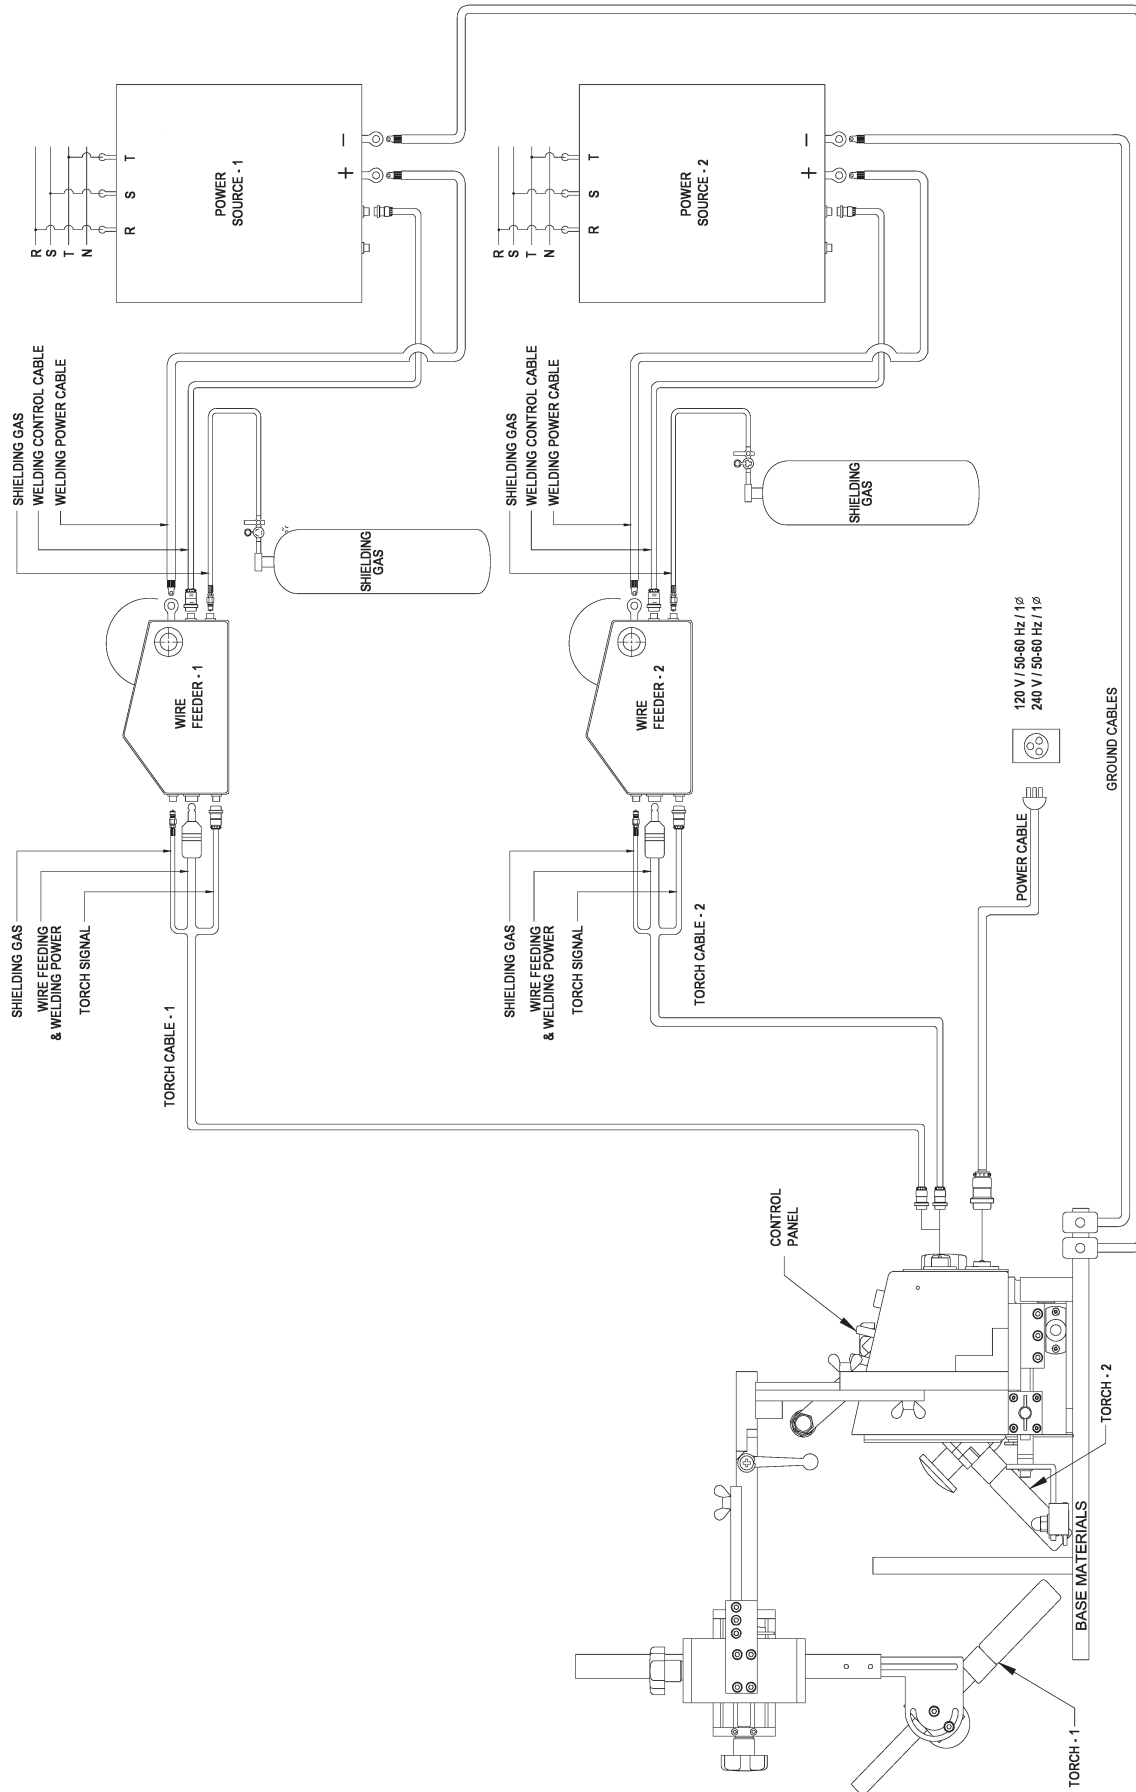 R
S
T
N
R
S
T
POWER
SOURCE - 1
+
−
R
S
T
N
R
S
T
POWER
SOURCE - 2
+
−
SHIELDING GAS
WELDING CONTROL CABLE
WELDING POWER CABLE
SHIELDING
GAS
SHIELDING GAS
WELDING CONTROL CABLE
WELDING POWER CABLE
SHIELDING
GAS
WIRE
FEEDER - 1
WIRE
FEEDER - 2
120 V / 50-60 Hz / 1Ø
240 V / 50-60 Hz / 1Ø
GROUND CABLES
POWER CABLE
SHIELDING GAS
WIRE FEEDING
& WELDING POWER
TORCH SIGNAL
TORCH CABLE - 1
SHIELDING GAS
WIRE FEEDING
& WELDING POWER
TORCH SIGNAL
TORCH CABLE - 2
CONTROL
PANEL
TORCH - 2
BASE MATERIALS
TORCH - 1